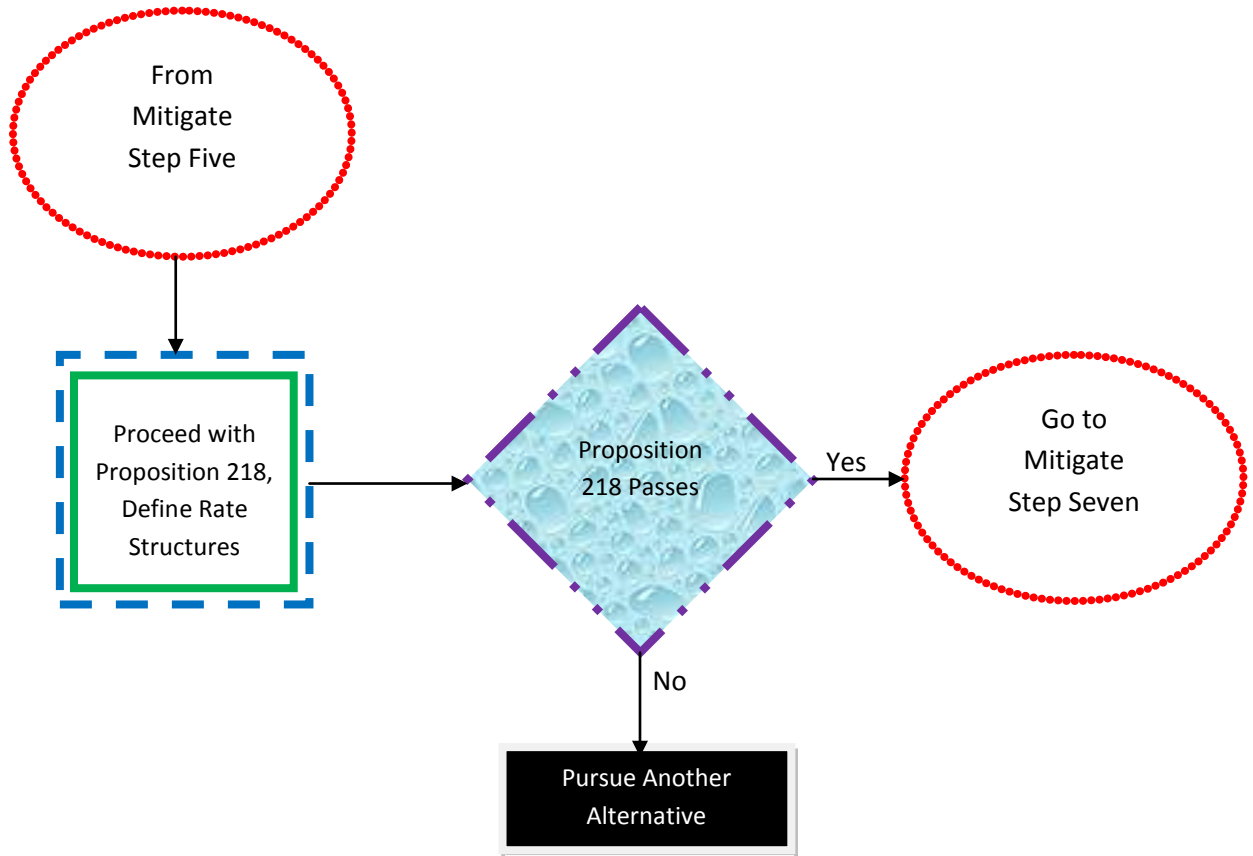 From
Mitigate
Step Five
Proceed with
Proposition 218,
Define Rate
Structures
Proposition
218 Passes
Yes
Go to
Mitigate
Step Seven
No
Pursue Another
Alternative